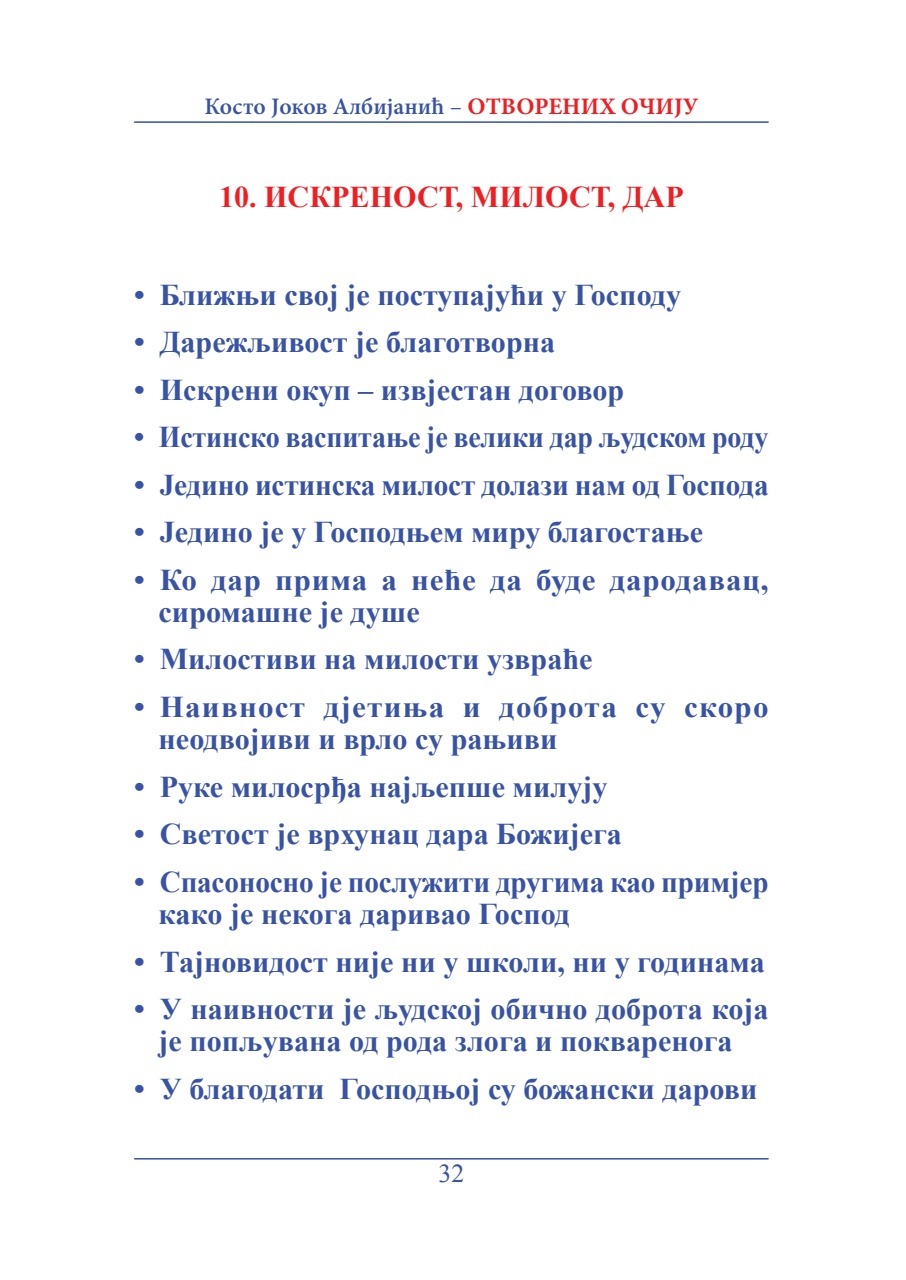 Косто Јоков Албијанић – ОТВОРЕНИХ ОЧИЈУ
10. ИСКРЕНОСТ, МИЛОСТ, ДАР
• Ближњи свој је поступајући у Господу
• Дарежљивост је благотворна
• Искрени окуп – извјестан договор
• Истинско васпитање је велики дар људском роду
• Једино истинска милост долази нам од Господа
• Једино је у Господњем миру благостање
• Ко дар прима а неће да буде дародавац,
сиромашне је душе
• Милостиви на милости узвраће
• Наивност дјетиња и доброта су скоро
неодвојиви и врло су рањиви
• Руке милосрђа најљепше милују
• Светост је врхунац дара Божијега
• Спасоносно је послужити другима као примјер
како је некога даривао Господ
• Тајновидост није ни у школи, ни у годинама
• У наивности је људској обично доброта која
је попљувана од рода злога и поквареног​а
• У благодати Господњој су божански дарови
32